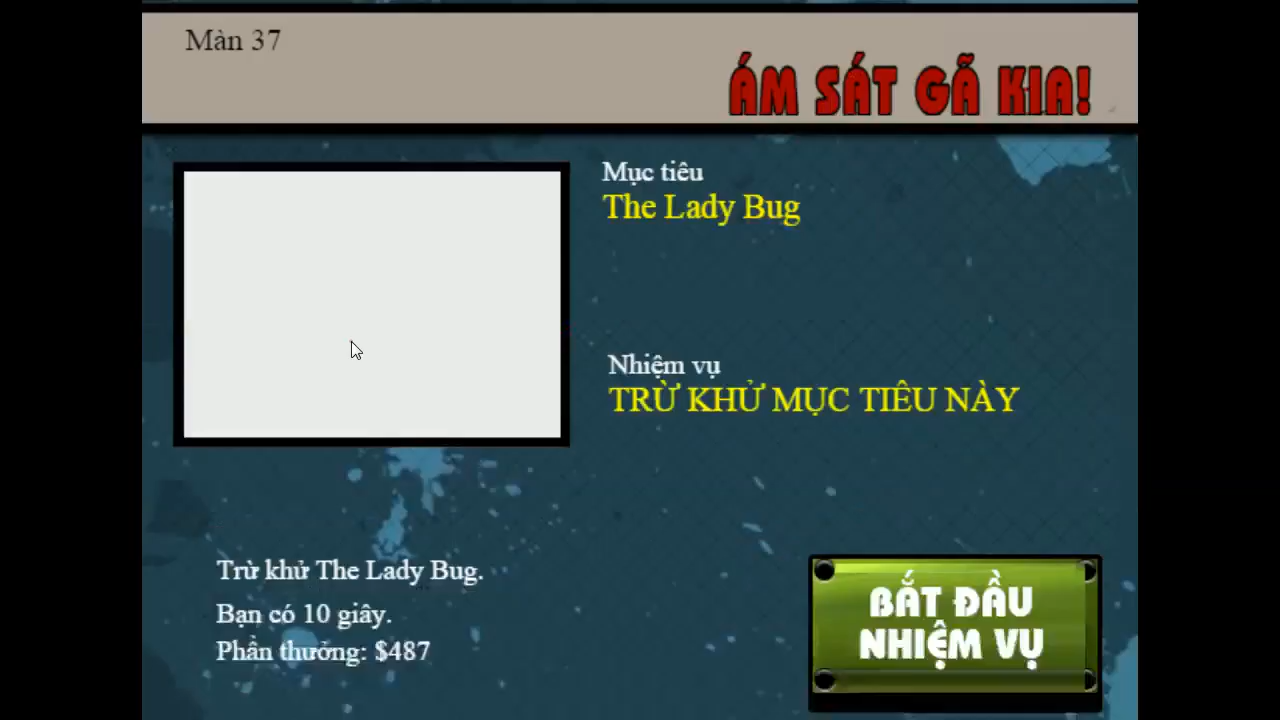 Màn 37
ÁM SÁT GÃ KIA!
Mục tiêu
The Lady Bug
Nhiệm vụ
TRỪ KHỬ MỤC TIÊU NÀY
Trừ khử The Lady Bug.
Bạn có 10 giây.
Phần thưởng: $487
BẮT ĐẦU
NHIỆM VỤ